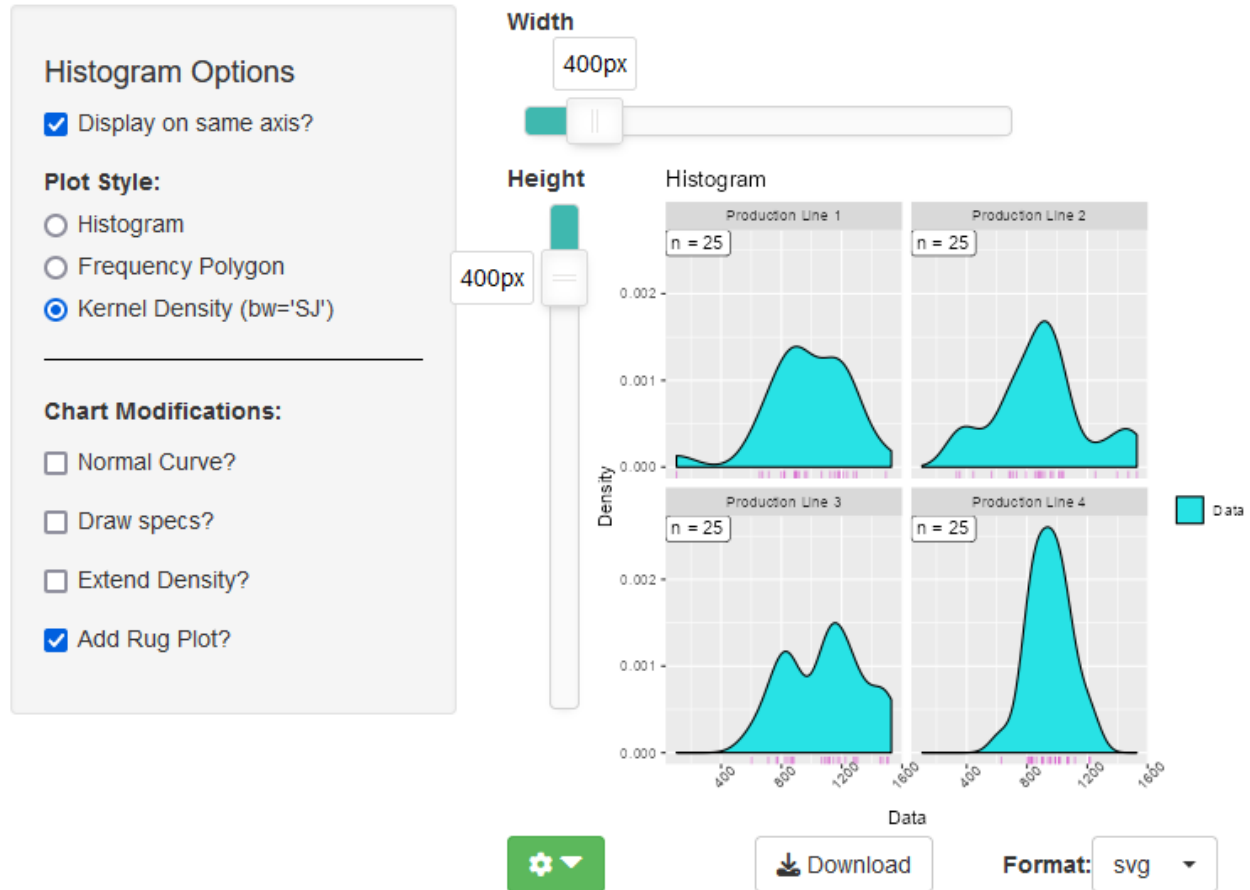 Histogram Options
Display on same axis?
Plot Style:
Histogram
Frequency Polygon
Kernel Density (bw='SJ')
Chart Modifications:
Normal Curve?
Draw specs?
Extend Density?
Add Rug Plot?
Width
400px
Height
400px
Histogram
Production Line 1
Production Line 2
n = 25
n = 25
0.002
0.001
0.000
Production Line 3
Production Line 4
n = 25
n = 25
0.002
0.001
0.000
Density
400
800
1200
1600
400
800
1200
1600
Data
Data
Download
Format:
svg